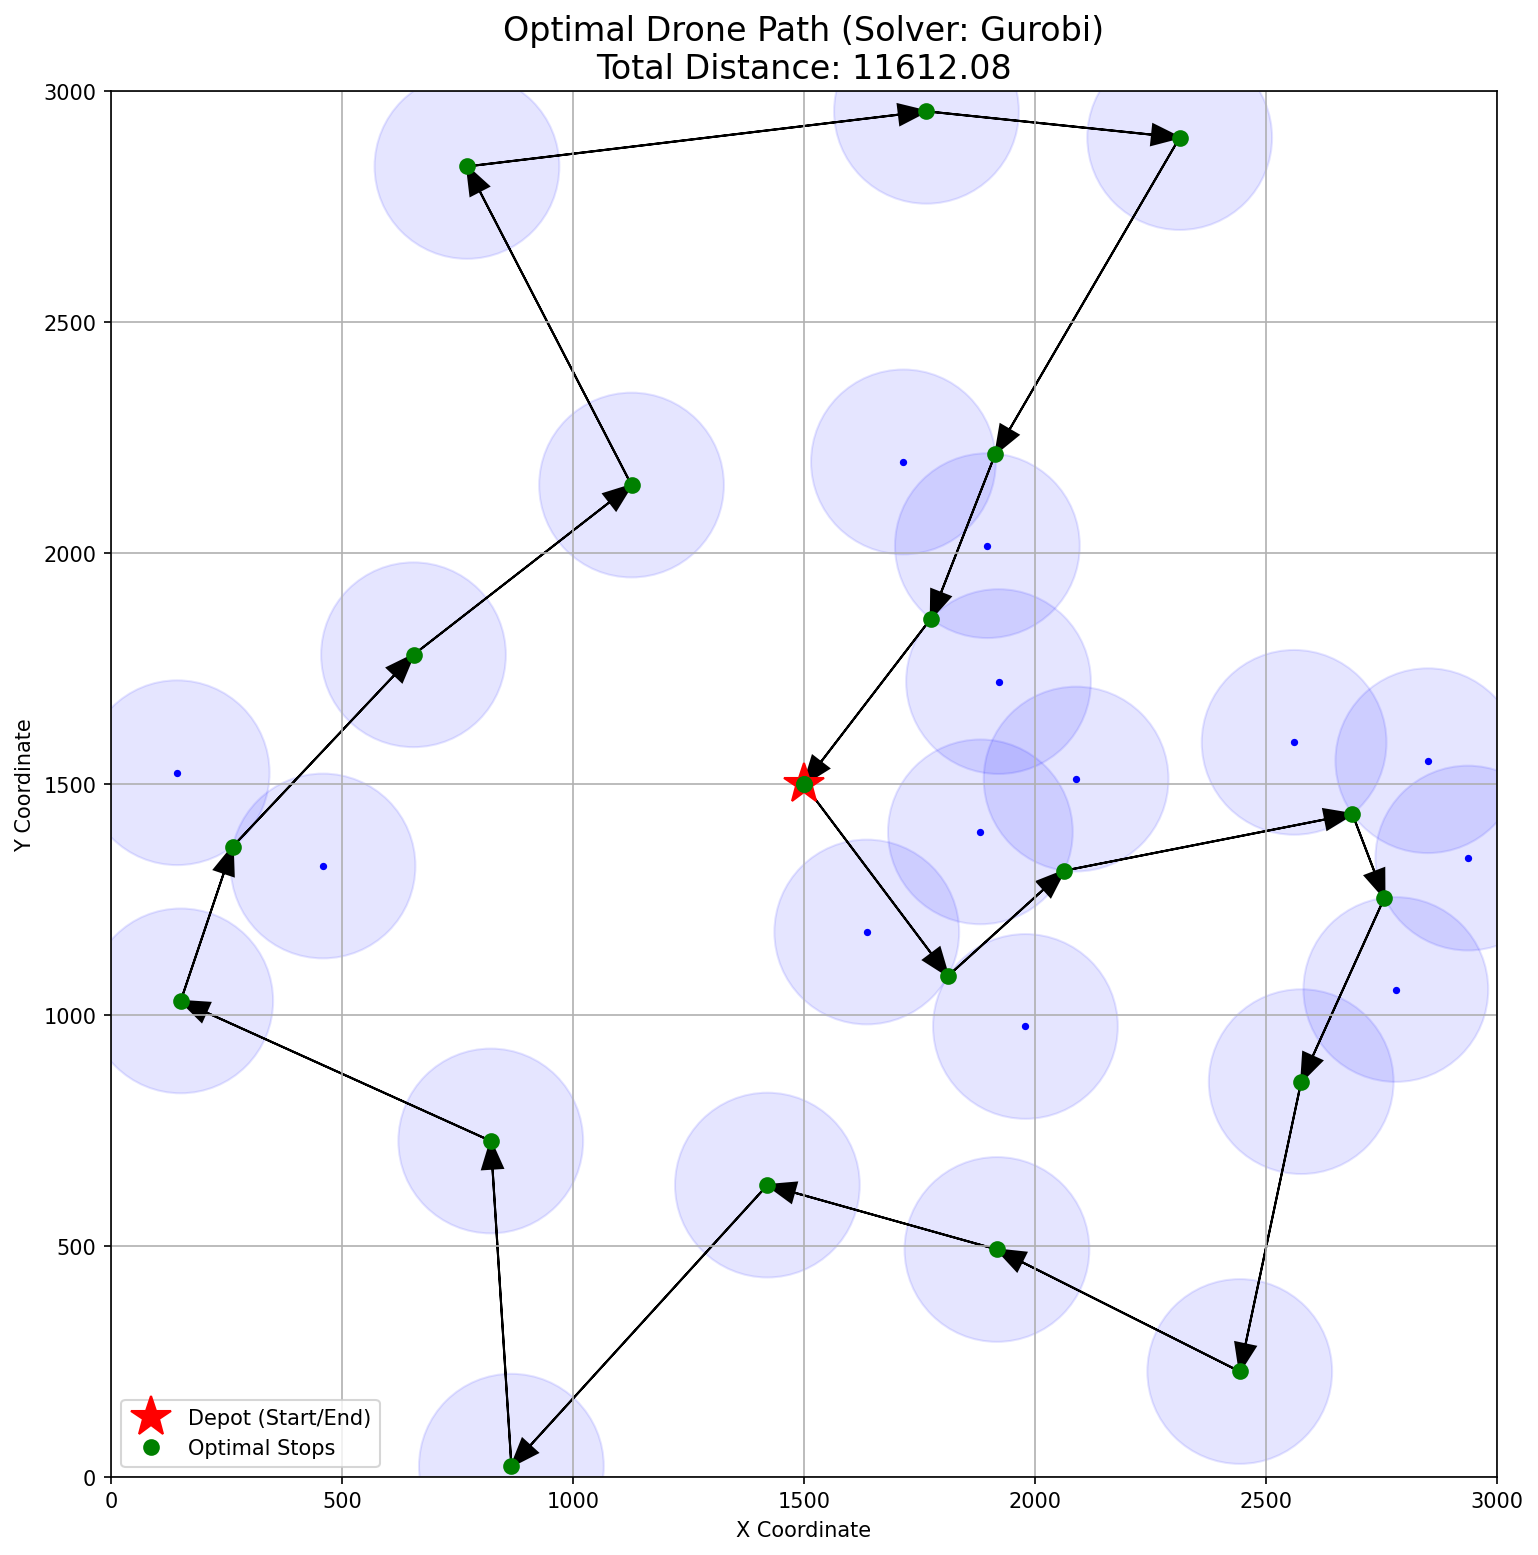 Optimal Drone Path (Solver: Gurobi)
Total Distance: 11612.08
3000
2500
2000
1500
1000
500
0
Y Coordinate
Depot (Start/End)
Optimal Stops
0
500
1000
1500
2000
2500
3000
X Coordinate